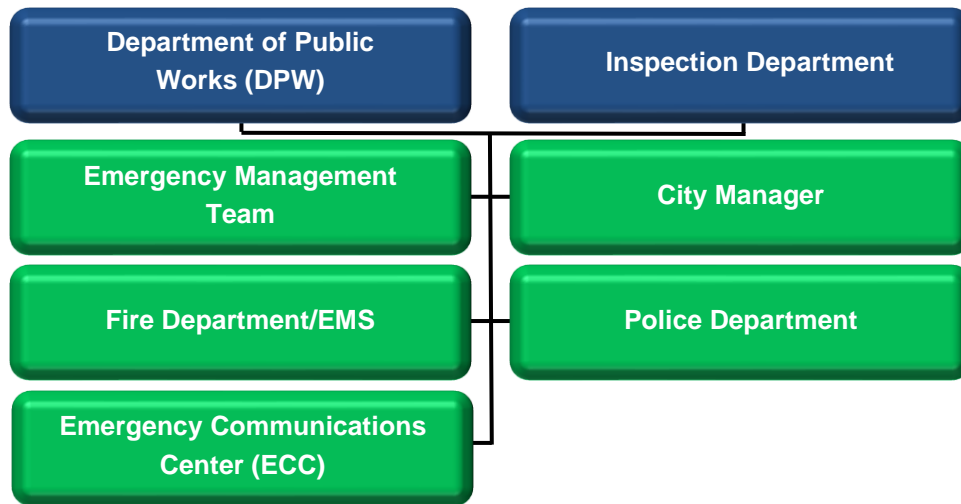 Department of Public
Works (DPW)
Inspection Department
Emergency Management
Team
City Manager
Fire Department/EMS
Police Department
Emergency Communications
Center (ECC)